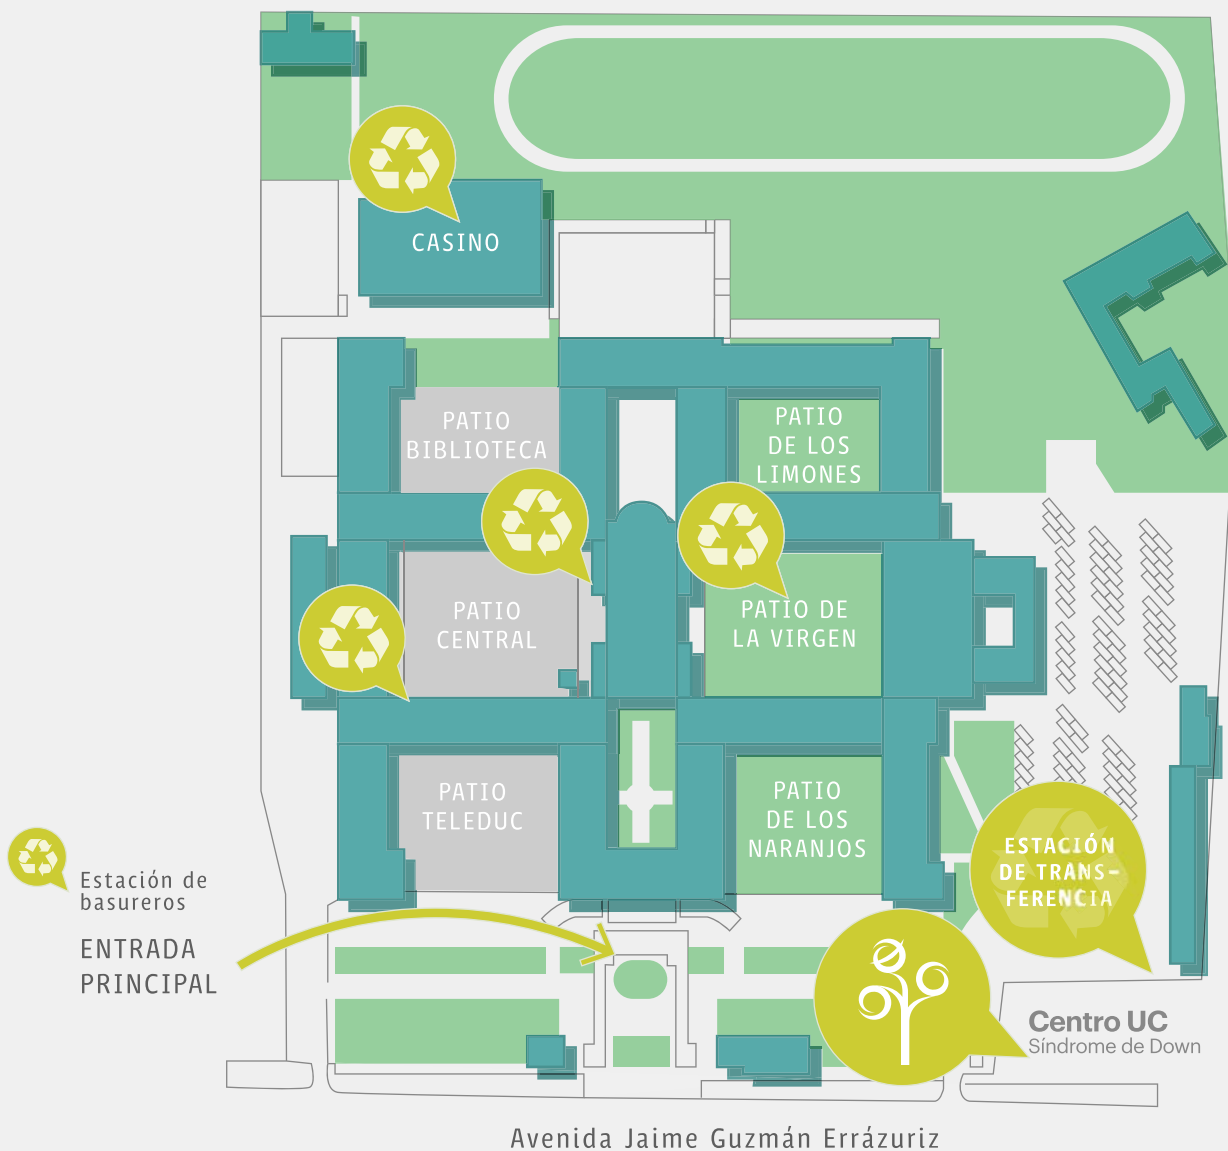 CASINO
PATIO
BIBLIOTECA
PATIO
DE LOS
LIMONES
PATIO
CENTRAL
PATIO DE
LA VIRGEN
PATIO
TELEDUC
PATIO
DE LOS
NARANJOS
ESTACIÓN
DE TRANS-
FERENCIA
Estación de
basureros
ENTRADA
PRINCIPAL
Centro UC
Síndrome de Down
Avenida Jaime Guzmán Errázuriz